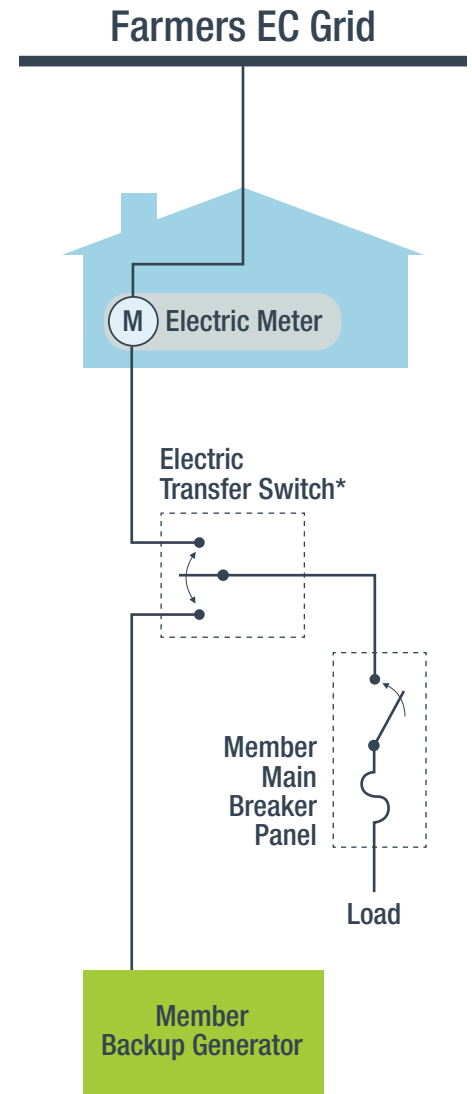 Farmers EC Grid
M Electric Meter
Electric
Transfer Switch*
Member
Main
Breaker
Panel
Load
Member
Backup Generator